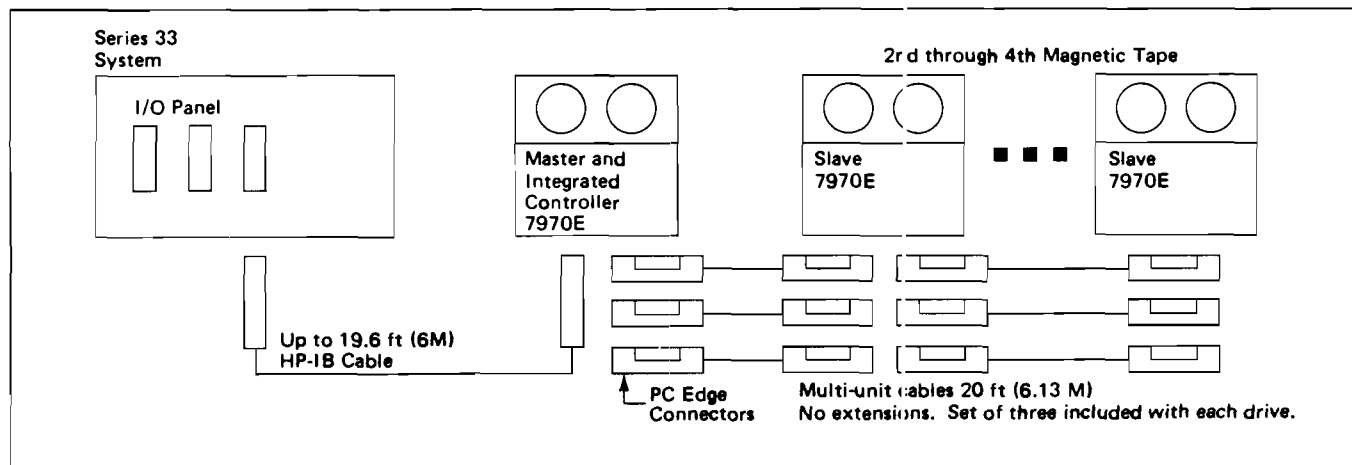 Series 33
System
I/O Panel
2nd through 4th Magnetic Tape
Master and
Integrated
Controller
7970E
Slave
7970E
Slave
7970E
Up to 19.6 ft (6M)
HP-IB Cable
PC Edge
Connectors
Multi-unit cables 20 ft (6.13 M)
No extensions. Set of three included with each drive.